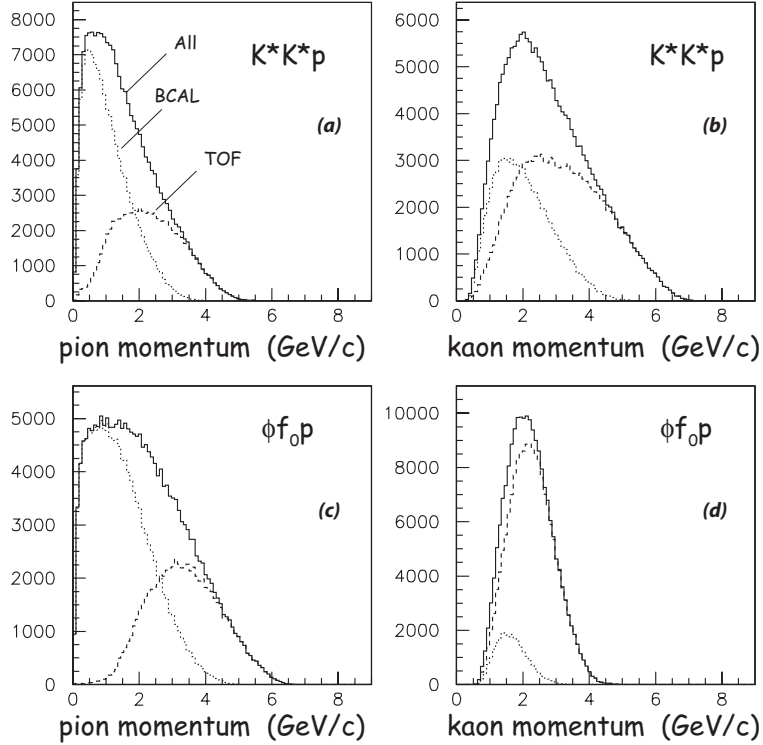 8000
7000
6000
5000
4000
3000
2000
1000
0
All
BCAL
TOF
K*K*p
(a)
0 2 4 6 8
pion momentum (GeV/c)
6000
5000
4000
3000
2000
1000
0
K*K*p
(b)
0 2 4 6 8
kaon momentum (GeV/c)
5000
4000
3000
2000
1000
0
ϕf₀p
(c)
0 2 4 6 8
pion momentum (GeV/c)
10000
8000
6000
4000
2000
0
ϕf₀p
(d)
0 2 4 6 8
kaon momentum (GeV/c)